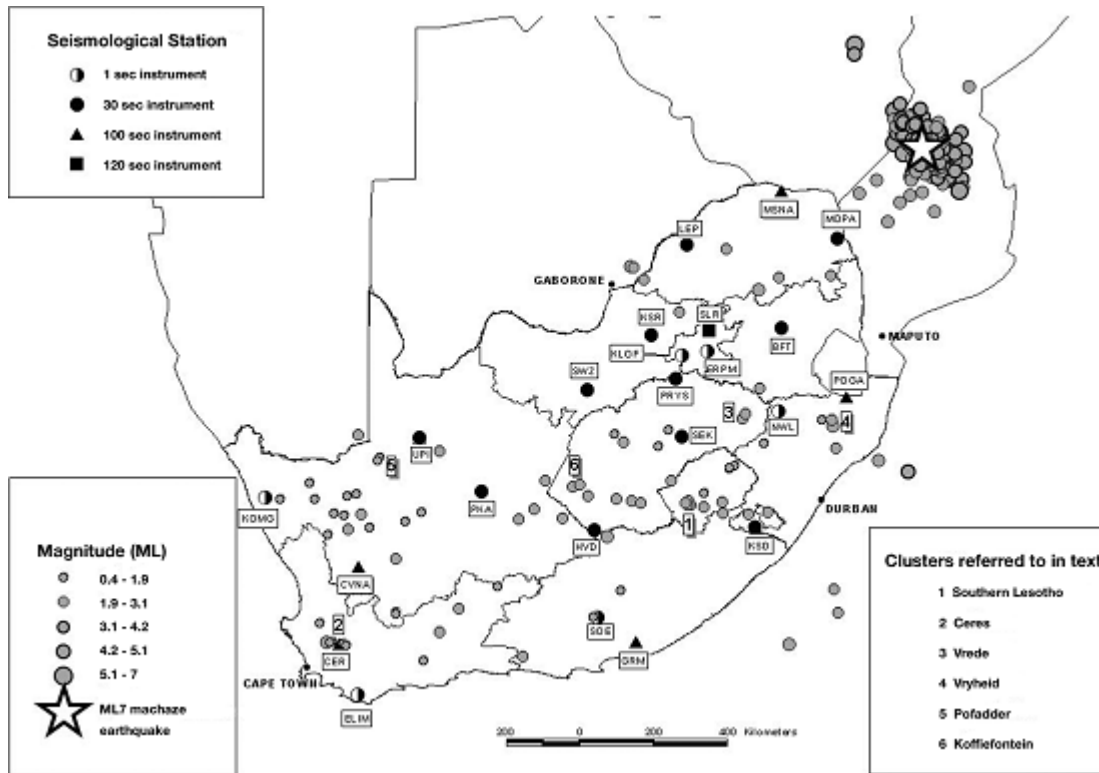 Seismological Station
1 sec instrument
30 sec instrument
100 sec instrument
120 sec instrument
MSNA
MOPA
LEP
GABORONE
KSR
SLR
MAPUTO
KLOF
BFT
ERPM
SWZ
POGA
PRYS
3
NWL
4
UPI
SEK
5
6
KOMG
PKA
DURBAN
1
HVD
KSD
CVNA
2
SOE
CER
GRM
CAPE TOWN
ELIM
Magnitude (ML)
0.4 - 1.9
1.9 - 3.1
3.1 - 4.2
4.2 - 5.1
5.1 - 7
ML7 machaze
earthquake
200 0 200 400 Kilometers
Clusters referred to in text
1 Southern Lesotho
2 Ceres
3 Vrede
4 Vryheid
5 Pofadder
6 Koffiefontein